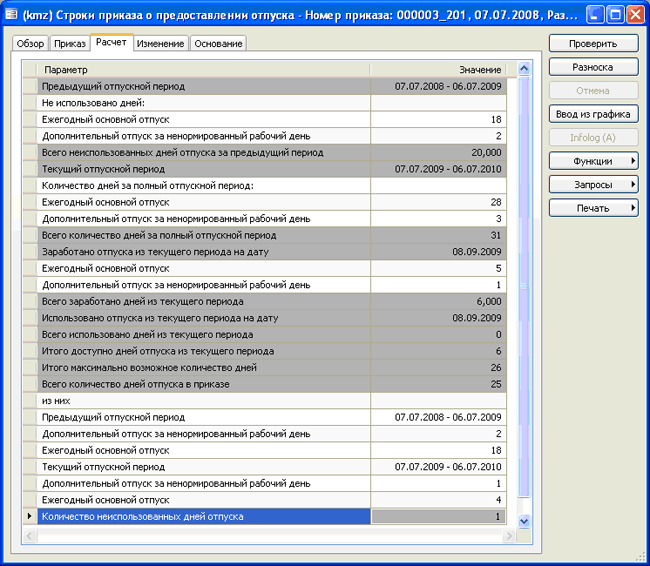 (kmz) Строки приказа о предоставлении отпуска - Номер приказа: 000003_201, 07.07.2008, Раз...
Обзор Приказ Расчет Изменение Основание
Параметр Значение
Предыдущий отпускной период 07.07.2008 - 06.07.2009
Не использовано дней:
Ежегодный основной отпуск 18
Дополнительный отпуск за ненормированный рабочий день 2
Всего неиспользованных дней отпуска за предыдущий период 20,000
Текущий отпускной период 07.07.2009 - 06.07.2010
Количество дней за полный отпускной период:
Ежегодный основной отпуск 28
Дополнительный отпуск за ненормированный рабочий день 3
Всего количество дней за полный отпускной период 31
Заработано отпуска из текущего периода на дату 08.09.2009
Ежегодный основной отпуск 5
Дополнительный отпуск за ненормированный рабочий день 1
Всего заработано дней из текущего периода 6,000
Использовано отпуска из текущего периода на дату 08.09.2009
Всего использовано дней из текущего периода 0
Итого доступно дней отпуска из текущего периода 6
Итого максимально возможное количество дней 26
Всего количество дней отпуска в приказе 25
из них
Предыдущий отпускной период 07.07.2008 - 06.07.2009
Дополнительный отпуск за ненормированный рабочий день 2
Ежегодный основной отпуск 18
Текущий отпускной период 07.07.2009 - 06.07.2010
Дополнительный отпуск за ненормированный рабочий день 1
Ежегодный основной отпуск 4
Количество неиспользованных дней отпуска 1
Проверить
Разноска
Отмена
Ввод из графика
Infolog (A)
Функции
Запросы
Печать